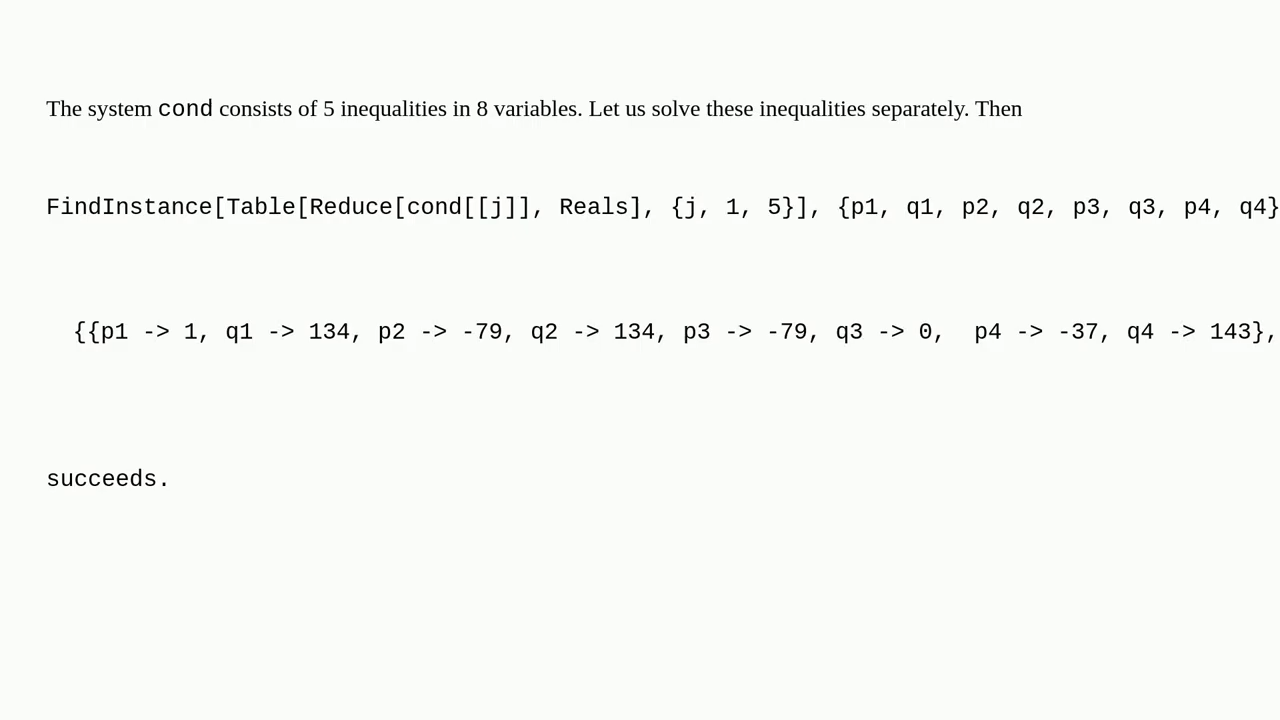 The system cond consists of 5 inequalities in 8 variables. Let us solve these inequalities separately. Then
FindInstance[Table[Reduce[cond[[j]], Reals], {j, 1, 5}], {p1, q1, p2, q2, p3, q3, p4, q4}
{{p1 -> 1, q1 -> 134, p2 -> -79, q2 -> 134, p3 -> -79, q3 -> 0,  p4 -> -37, q4 -> 143},
succeeds.